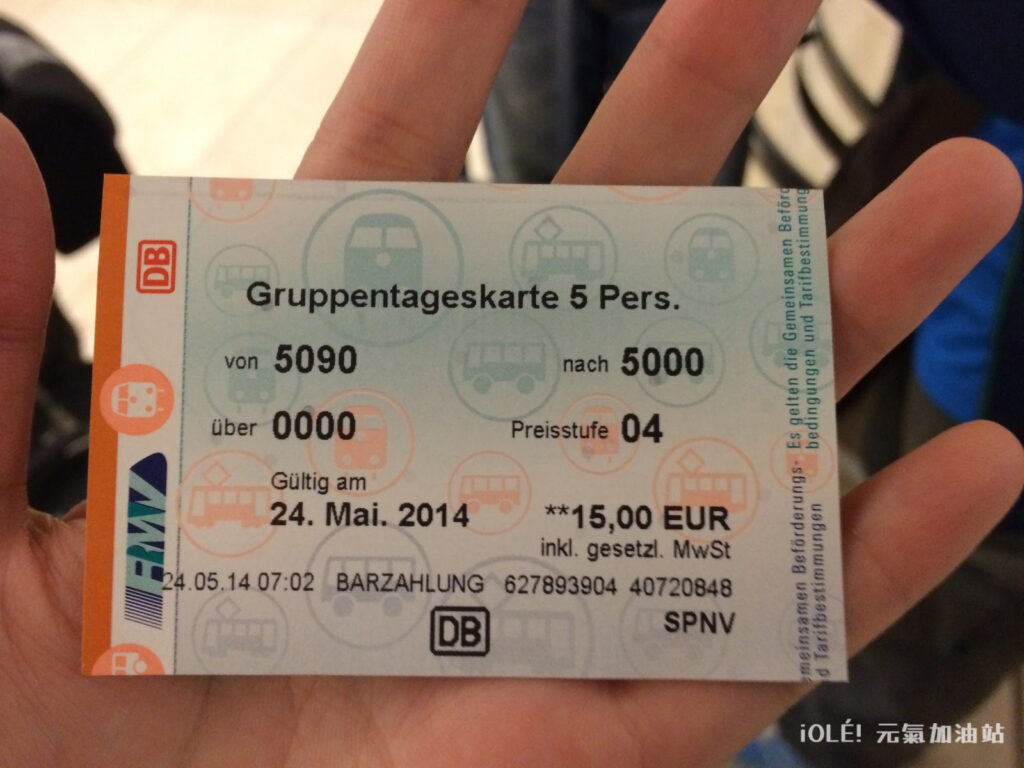 DB
Gruppentageskarte 5 Pers.
von 5090 nach 5000
über 0000 Preisstufe 04
Gültig am
24. Mai. 2014 **15,00 EUR
inkl. gesetzl. MwSt
24.05.14 07:02 BARZAHLUNG 627893904 40720848
DB SPNV
RMV
Es gelten die Gemeinsamen Beförderungs-
bedingungen und Tarifbestimmungen
iOLÉ! 元氣加油站